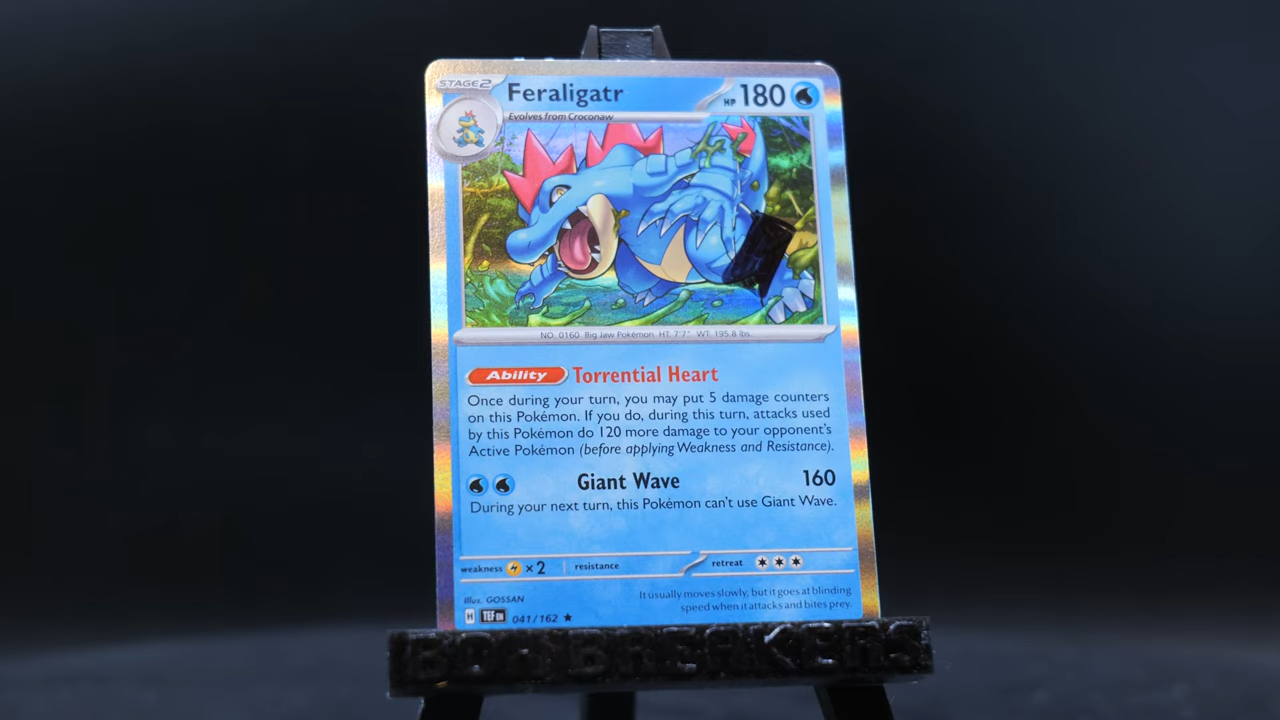 STAGE2
Feraligatr
HP 180
Evolves from Croconaw
NO. 0160 Big Jaw Pokémon HT: 7'7" WT: 195.8 lbs.
Ability Torrential Heart
Once during your turn, you may put 5 damage counters
on this Pokémon. If you do, during this turn, attacks used
by this Pokémon do 120 more damage to your opponent's
Active Pokémon (before applying Weakness and Resistance).
Giant Wave 160
During your next turn, this Pokémon can't use Giant Wave.
weakness ×2 resistance retreat
Illus. GOSSAN
It usually moves slowly, but it goes at blinding
speed when it attacks and bites prey.
H TEF EN 041/162 ★
BOXBREAKERS